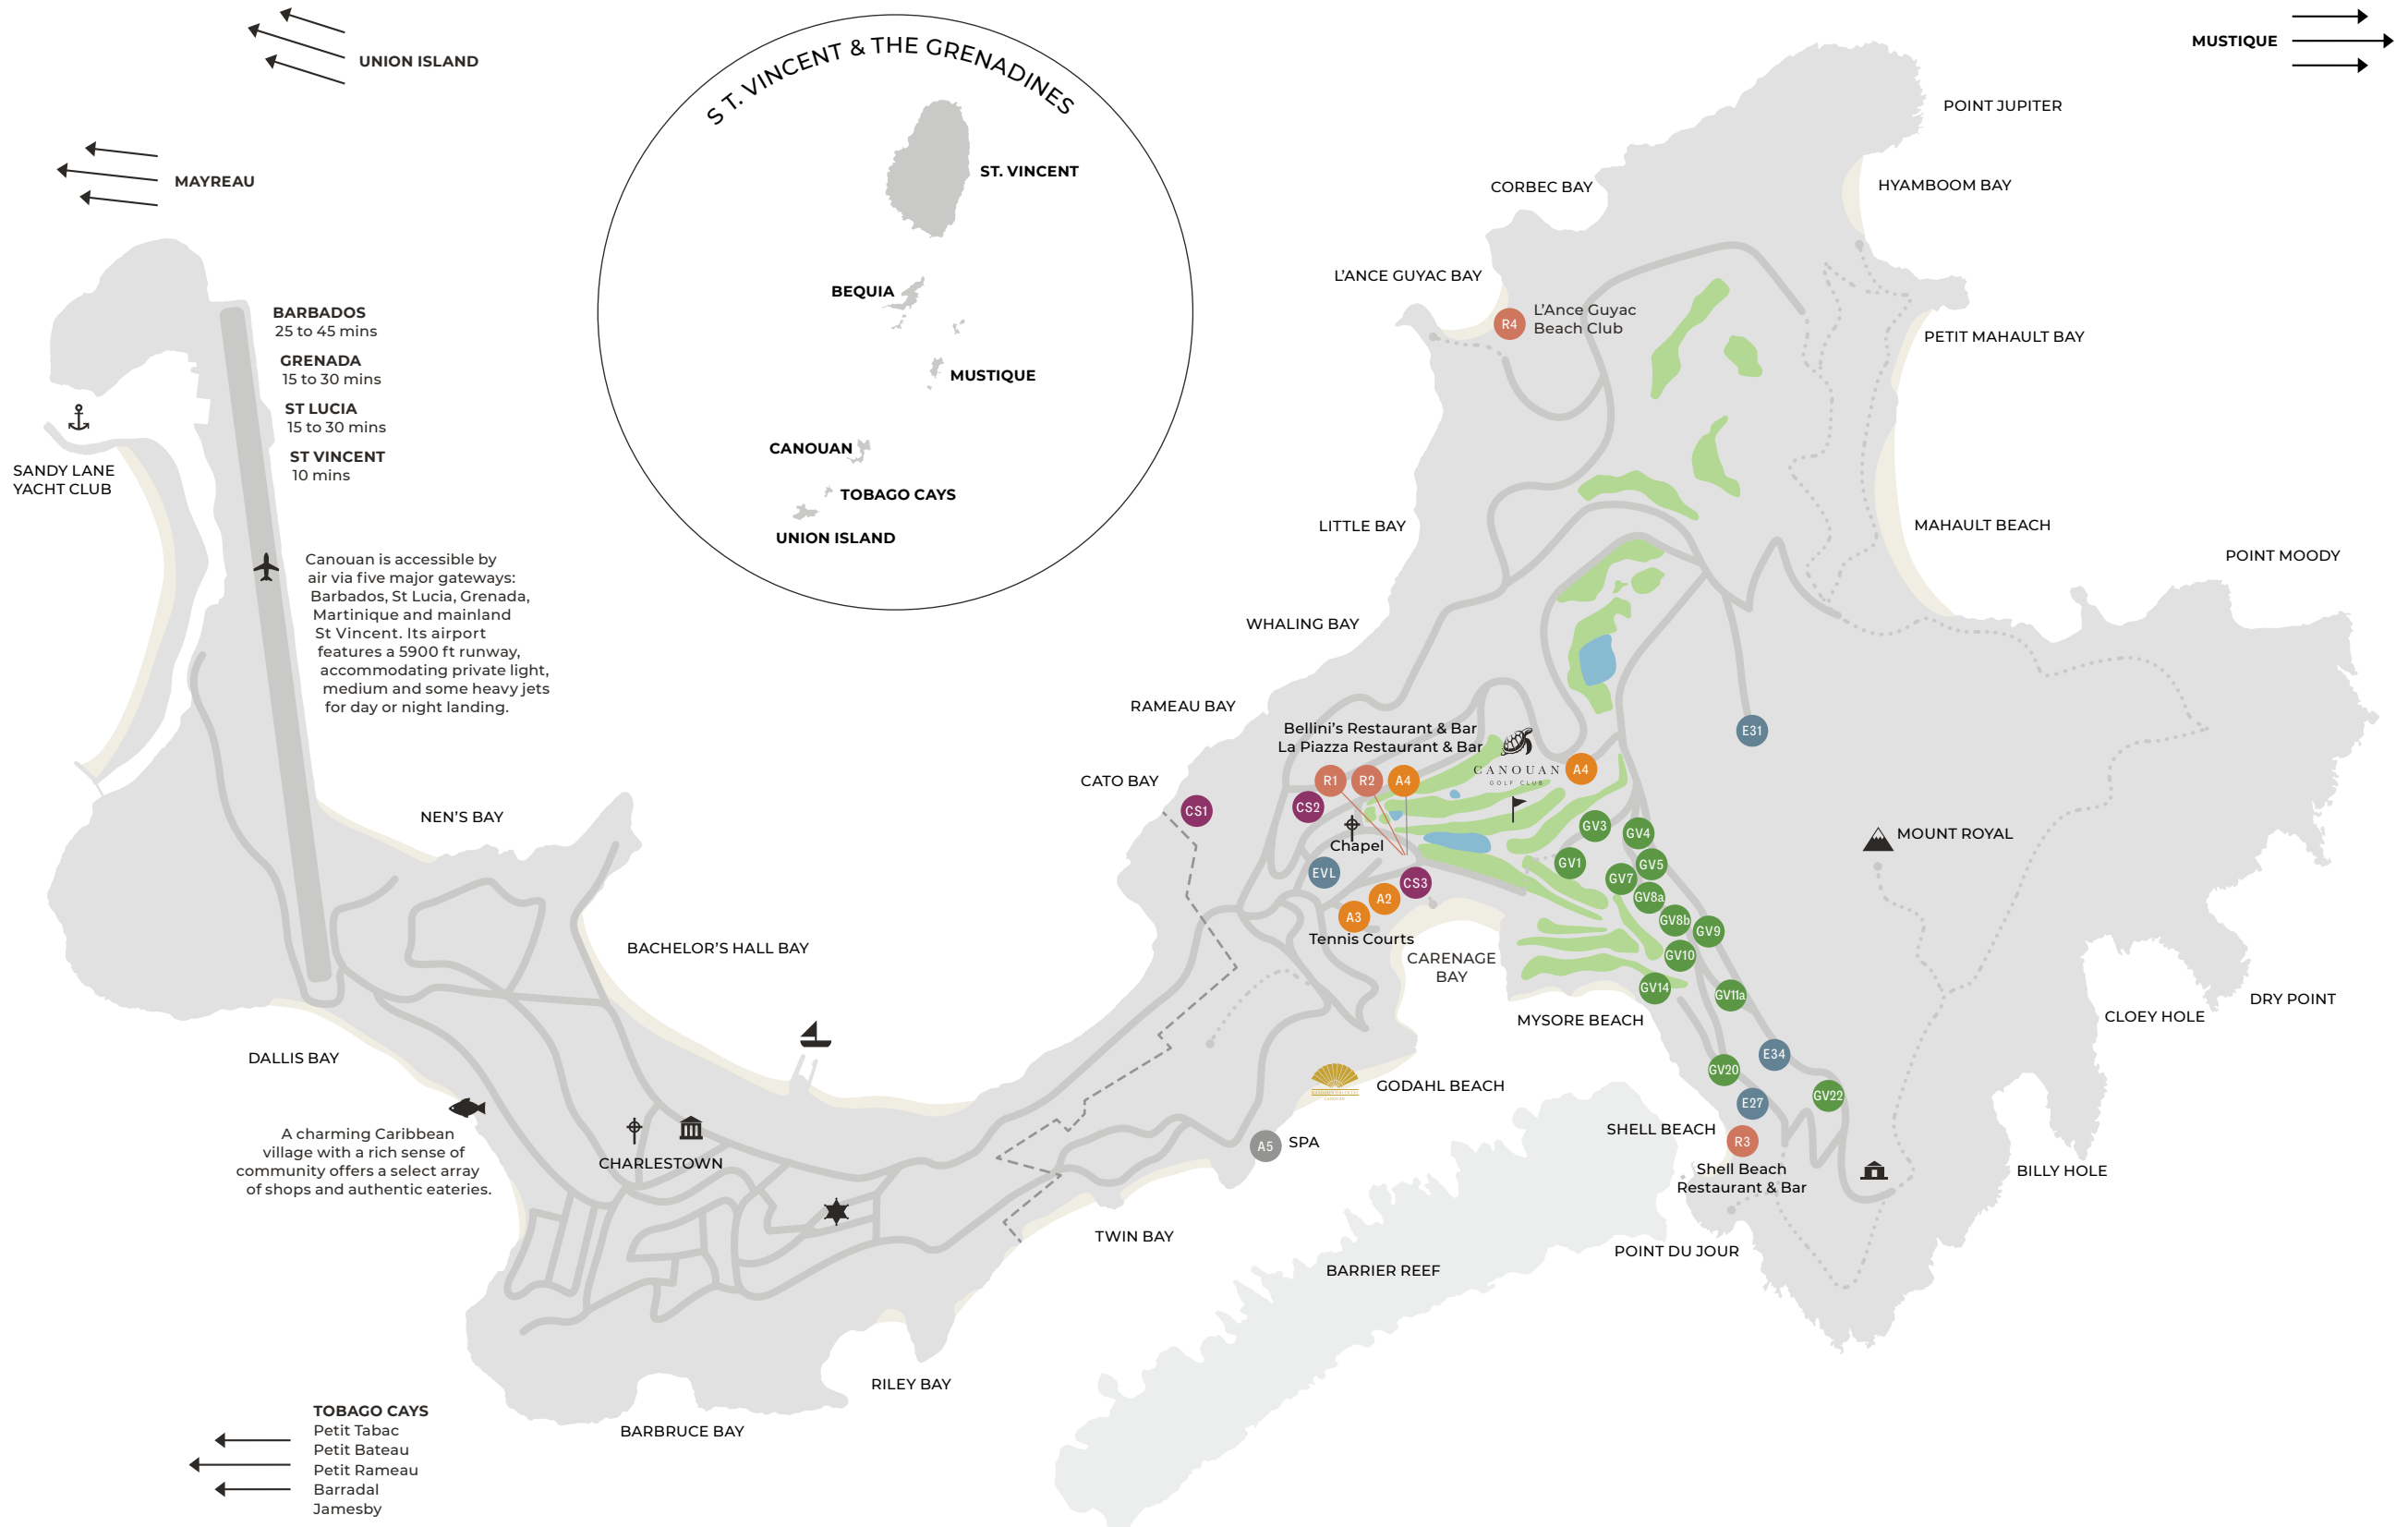 UNION ISLAND
MAYREAU
S T. VINCENT & THE GRENADINES
ST. VINCENT
BEQUIA
MUSTIQUE
CANOUAN
TOBAGO CAYS
UNION ISLAND
MUSTIQUE
POINT JUPITER
HYAMBOOM BAY
CORBEC BAY
L'ANCE GUYAC BAY
R4
L'Ance Guyac
Beach Club
PETIT MAHAULT BAY
MAHAULT BEACH
POINT MOODY
LITTLE BAY
WHALING BAY
RAMEAU BAY
CATO BAY
BARBADOS
25 to 45 mins
GRENADA
15 to 30 mins
ST LUCIA
15 to 30 mins
ST VINCENT
10 mins
SANDY LANE
YACHT CLUB
Canouan is accessible by
air via five major gateways:
Barbados, St Lucia, Grenada,
Martinique and mainland
St Vincent. Its airport
features a 5900 ft runway,
accommodating private light,
medium and some heavy jets
for day or night landing.
NEN'S BAY
BACHELOR'S HALL BAY
DALLIS BAY
A charming Caribbean
village with a rich sense of
community offers a select array
of shops and authentic eateries.
CHARLESTOWN
Bellini's Restaurant & Bar
La Piazza Restaurant & Bar
CANOUAN
GOLF CLUB
E31
A4
R1
R2
A4
CS1
CS2
Chapel
EVL
CS3
A2
A3
Tennis Courts
CARENAGE
BAY
GV3
GV4
GV1
GV5
GV7
GV8a
GV8b
GV9
GV10
GV14
GV11a
MOUNT ROYAL
MYSORE BEACH
DRY POINT
CLOEY HOLE
E34
GV20
GV22
E27
GODAHL BEACH
A5
SPA
SHELL BEACH
R3
Shell Beach
Restaurant & Bar
BILLY HOLE
POINT DU JOUR
TWIN BAY
BARRIER REEF
RILEY BAY
BARBRUCE BAY
TOBAGO CAYS
Petit Tabac
Petit Bateau
Petit Rameau
Barradal
Jamesby